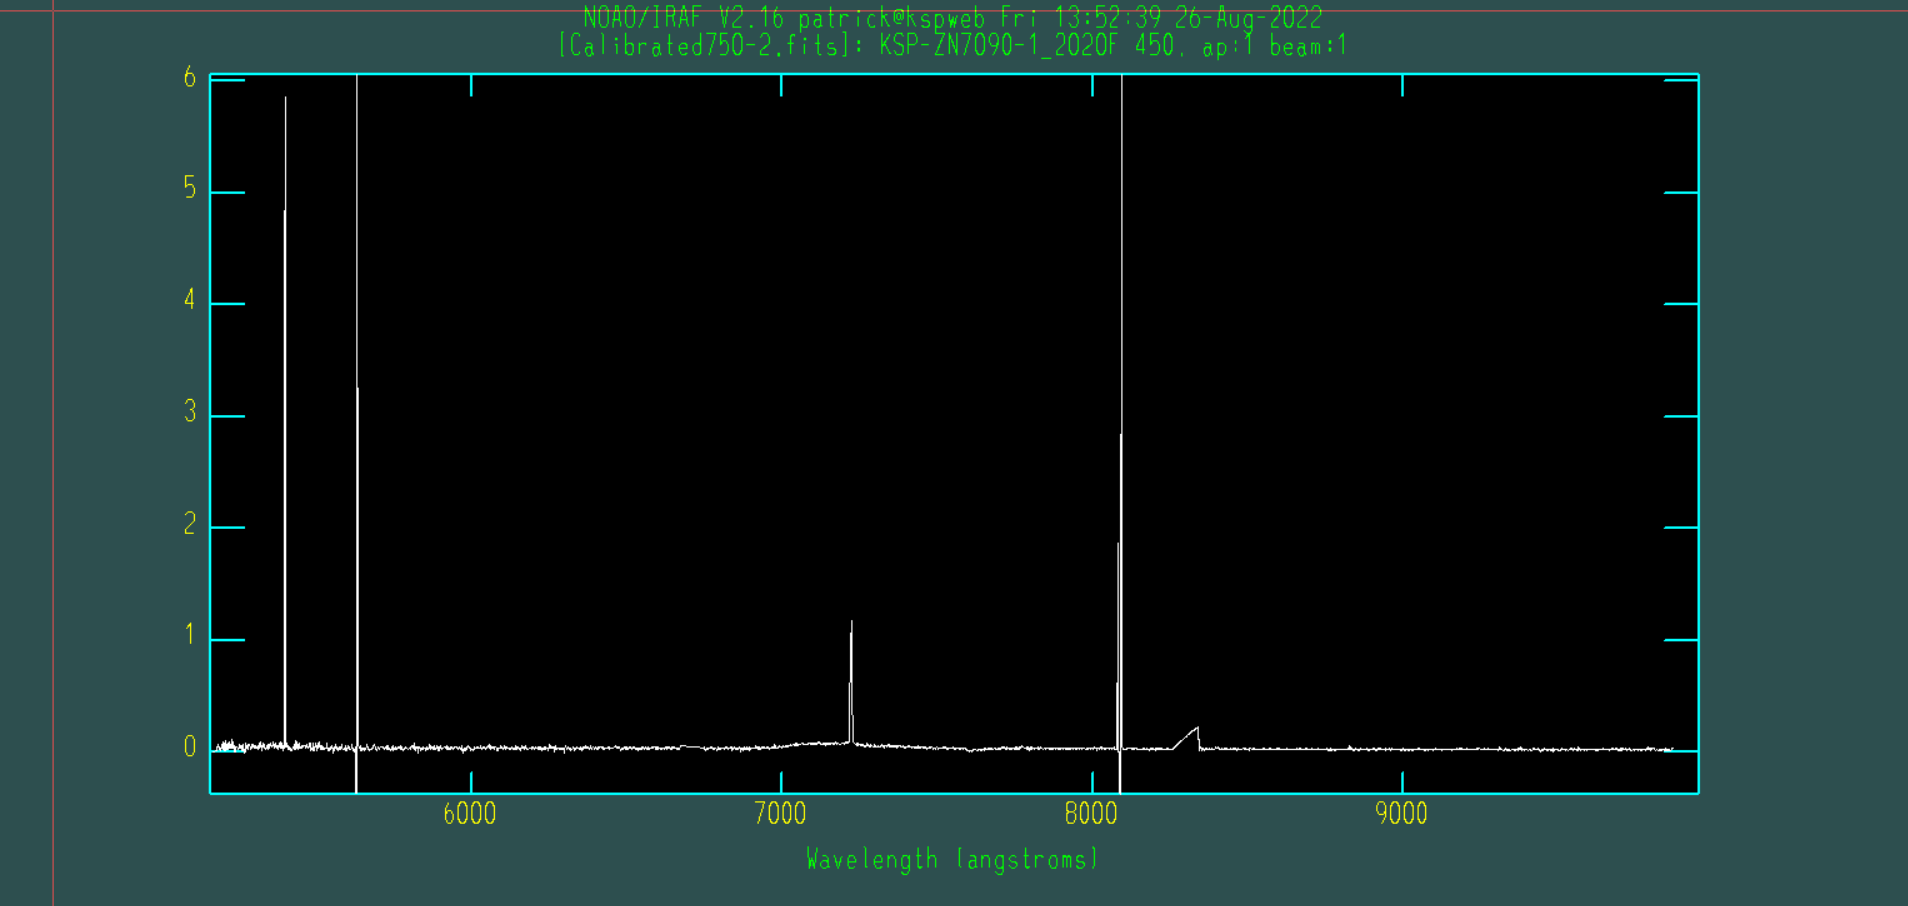 NOAO/IRAF V2.16 patrick@kspweb Fri 13:52:39 26-Aug-2022
[Calibrated750-2.fits]: KSP-ZN7090-1_2020F 450. ap:1 beam:1
6
5
4
3
2
1
0
6000 7000 8000 9000
Wavelength (angstroms)